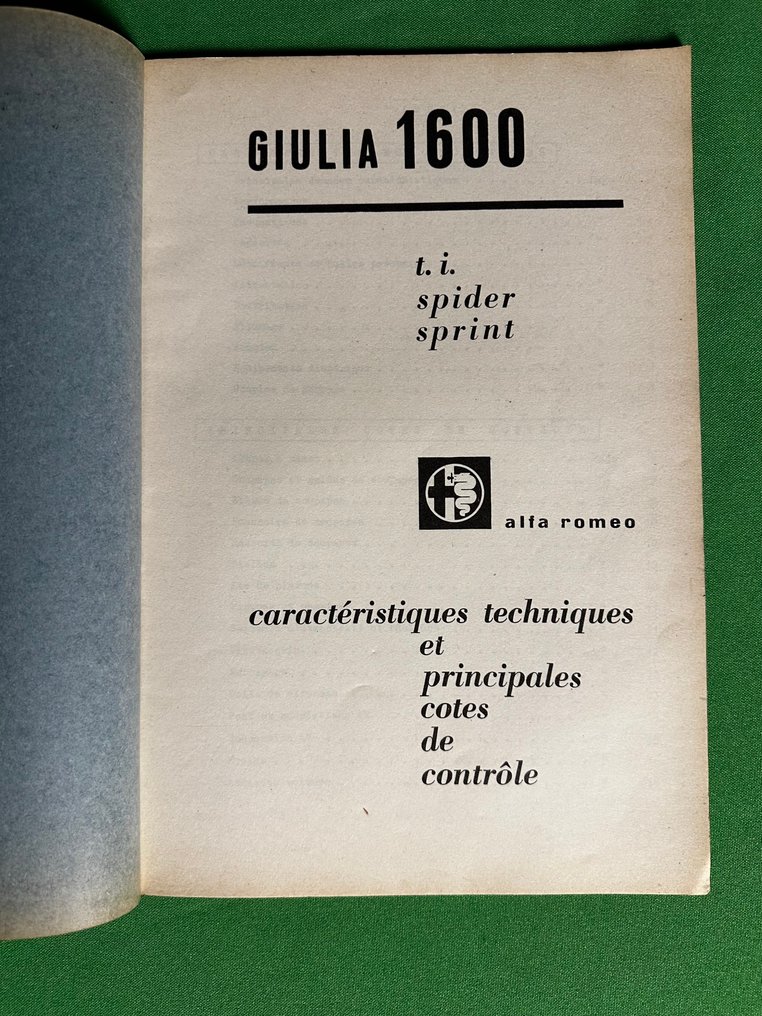 GIULIA 1600
t. i.
spider
sprint
alfa romeo
caractéristiques techniques
et
principales
cotes
de
contrôle